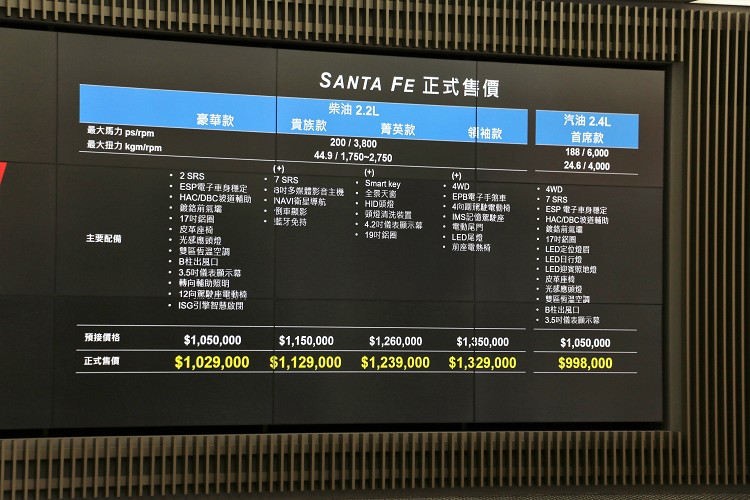 SANTA FE 正式售價
柴油 2.2L 汽油 2.4L
豪華款 貴族款 菁英款 領袖款 首席款
最大馬力 ps/rpm 200 / 3,800 188 / 6,000
最大扭力 kgm/rpm 44.9 / 1,750~2,750 24.6 / 4,000
主要配備
• 2 SRS
• ESP電子車身穩定
• HAC/DBC坡道輔助
• 鍍鉻前氣壩
• 17吋鋁圈
• 皮革座椅
• 光感應頭燈
• 雙區恆溫空調
• B柱出風口
• 3.5吋儀表顯示幕
• 轉向輔助照明
• 12向駕駛座電動椅
• ISG引擎智慧啟閉
(+)
7 SRS
8吋多媒體影音主機
NAVI衛星導航
倒車顯影
藍牙免持
(+)
• Smart key
• 全景天窗
• HID頭燈
• 頭燈清洗裝置
• 4.2吋儀表顯示幕
• 19吋鋁圈
(+)
• 4WD
• EPB電子手煞車
• 4向副駕駛電動椅
• IMS記憶駕駛座
• 電動尾門
• LED尾燈
• 前座電熱椅
• 4WD
• 7 SRS
• ESP 電子車身穩定
• HAC/DBC坡道輔助
• 鍍鉻前氣壩
• 17吋鋁圈
• LED定位燈眉
• LED日行燈
• LED迎賓照地燈
• 皮革座椅
• 光感應頭燈
• 雙區恆溫空調
• B柱出風口
• 3.5吋儀表顯示幕
預接價格 $1,050,000 $1,150,000 $1,260,000 $1,350,000 $1,050,000
正式售價 $1,029,000 $1,129,000 $1,239,000 $1,329,000 $998,000